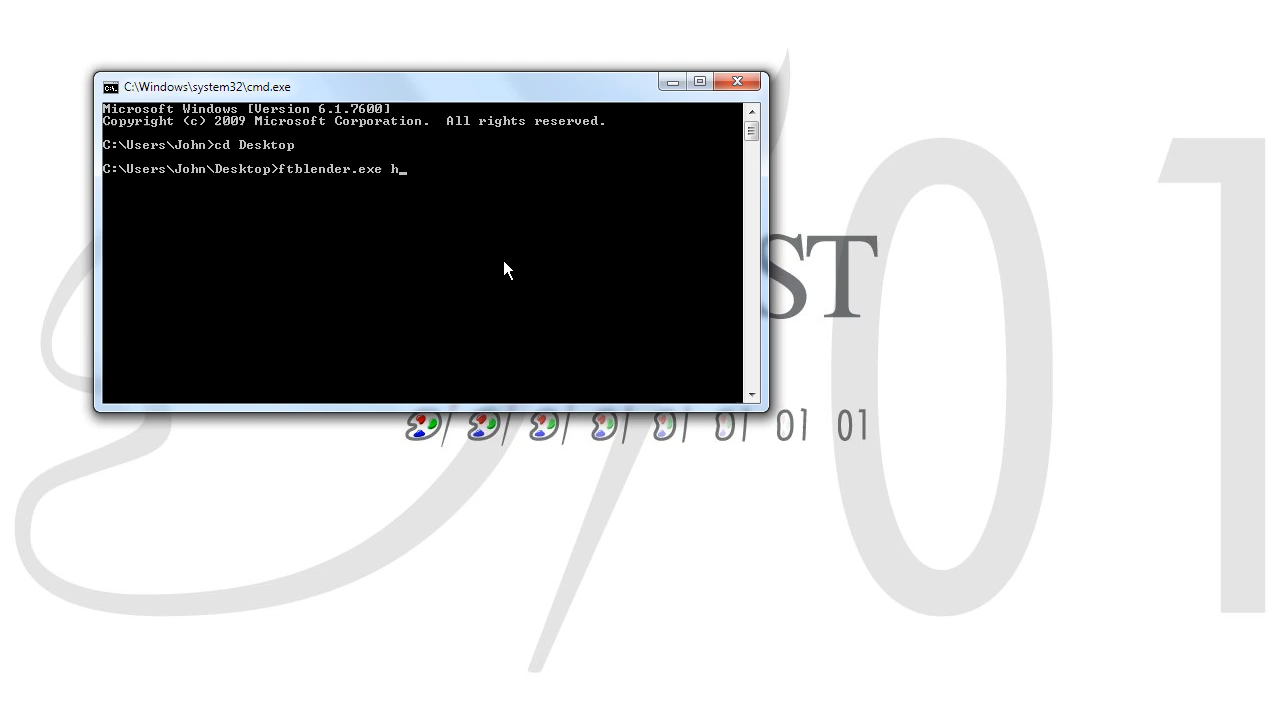 C:\Windows\system32\cmd.exe
Microsoft Windows [Version 6.1.7600]
Copyright (c) 2009 Microsoft Corporation.  All rights reserved.
C:\Users\John>cd Desktop
C:\Users\John\Desktop>ftblender.exe h_
ST
01
01 01 01